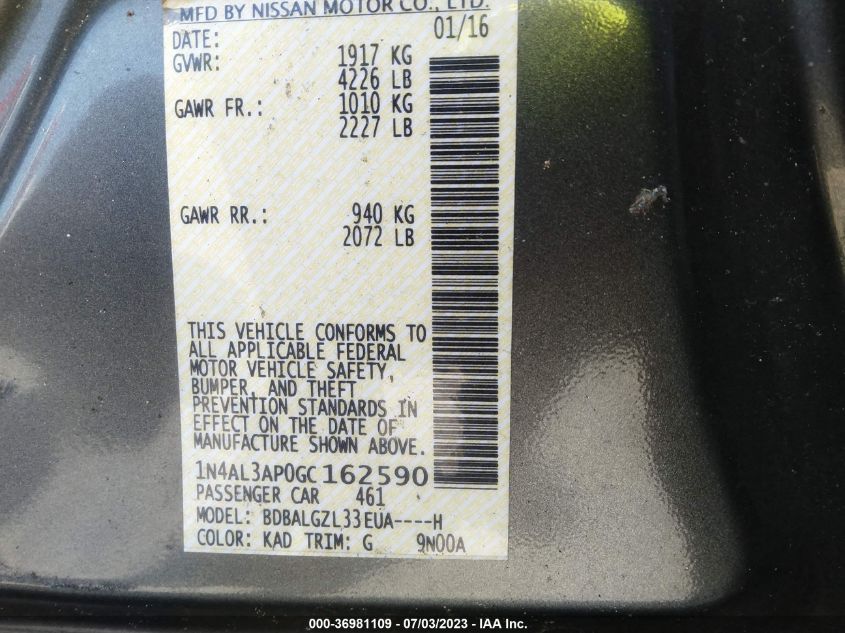 MFD BY NISSAN MOTOR CO., LTD.
DATE: 01/16
GVWR: 1917 KG
4226 LB
GAWR FR.: 1010 KG
2227 LB
GAWR RR.: 940 KG
2072 LB
THIS VEHICLE CONFORMS TO
ALL APPLICABLE FEDERAL
MOTOR VEHICLE SAFETY,
BUMPER, AND THEFT
PREVENTION STANDARDS IN
EFFECT ON THE DATE OF
MANUFACTURE SHOWN ABOVE.
1N4AL3AP0GC162590
PASSENGER CAR 461
MODEL: BDBALGZL33EUA----H
COLOR: KAD TRIM: G 9N00A
000-36981109 - 07/03/2023 - IAA Inc.